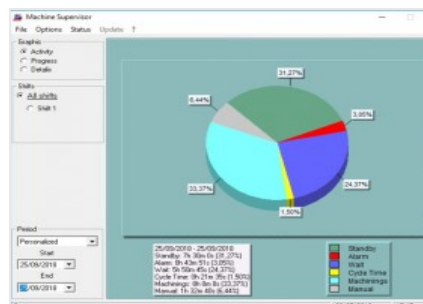 Machine Supervisor
File Options Status Update ?
Graphic
Activity
Progress
Details
Shifts
All shifts
Shift 1
Period
Personalized
Start
25/09/2018
End
/09/2018
31,27%
3,05%
24,37%
1,50%
33,37%
6,44%
25/09/2018 - 25/09/2018
Standby: 7h 30m 0s (31,27%)
Alarm: 0h 43m 51s (3,05%)
Wait: 5h 50m 45s (24,37%)
Cycle Time: 0h 21m 35s (1,50%)
Machinings: 8h 0m 8s (33,37%)
Manual: 1h 32m 40s (6,44%)
Standby
Alarm
Wait
Cycle Time
Machinings
Manual